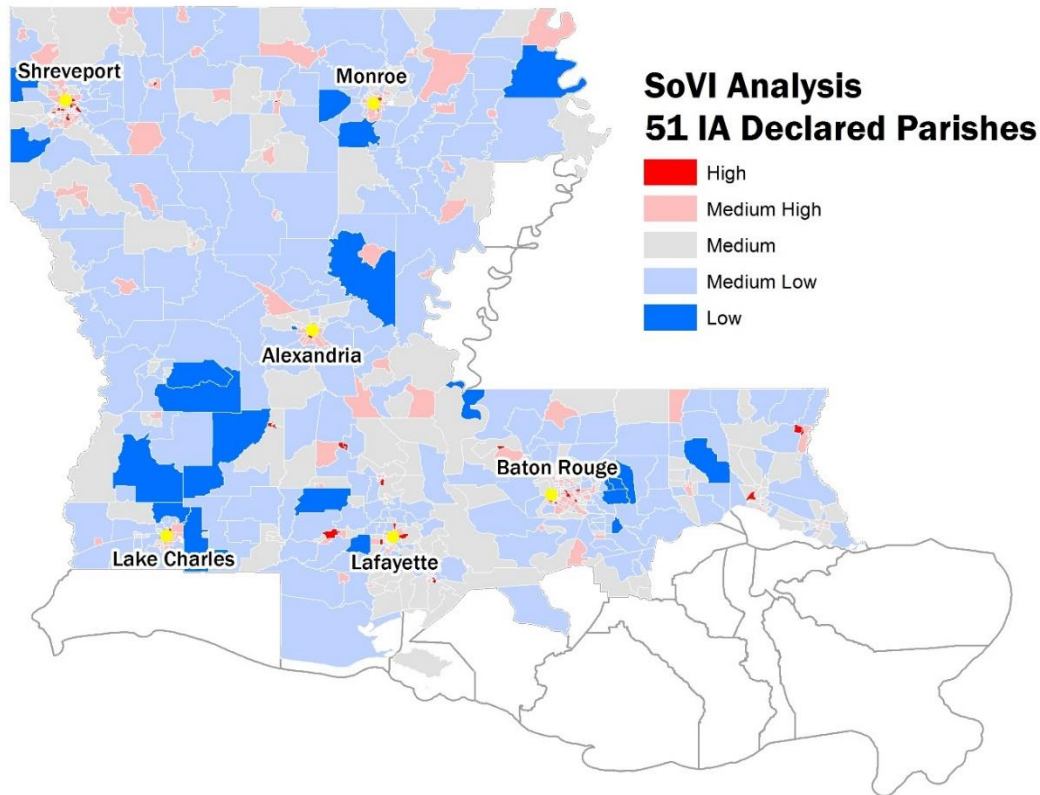 SoVI Analysis
51 IA Declared Parishes
High
Medium High
Medium
Medium Low
Low
Shreveport
Monroe
Alexandria
Baton Rouge
Lake Charles
Lafayette